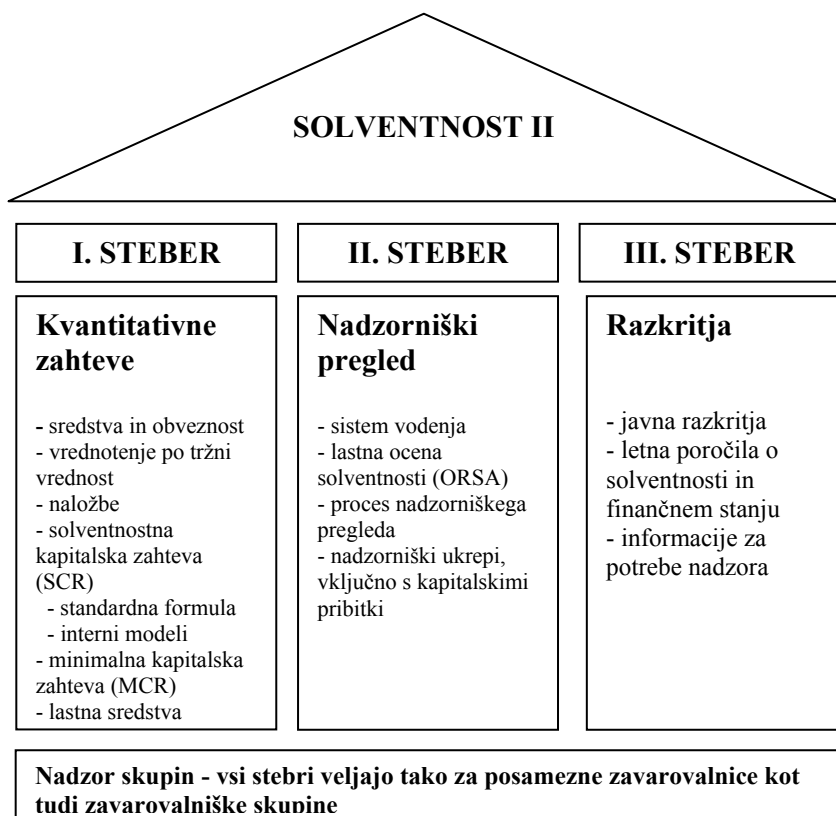 SOLVENTNOST II
I. STEBER
II. STEBER
III. STEBER
Kvantitativne
zahteve
- sredstva in obveznost
- vrednotenje po tržni
vrednost
- naložbe
- solventnostna
kapitalska zahteva
(SCR)
- standardna formula
- interni modeli
- minimalna kapitalska
zahteva (MCR)
- lastna sredstva
Nadzorniški
pregled
- sistem vodenja
- lastna ocena
solventnosti (ORSA)
- proces nadzorniškega
pregleda
- nadzorniški ukrepi,
vključno s kapitalskimi
pribitki
Razkritja
- javna razkritja
- letna poročila o
solventnosti in
finančnem stanju
- informacije za
potrebe nadzora
Nadzor skupin - vsi stebri veljajo tako za posamezne zavarovalnice kot
tudi zavarovalniške skupine